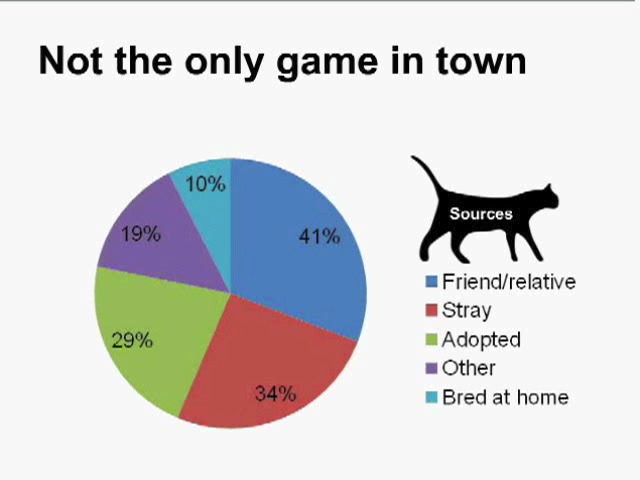 Not the only game in town
10%
19%
41%
29%
34%
Sources
Friend/relative
Stray
Adopted
Other
Bred at home